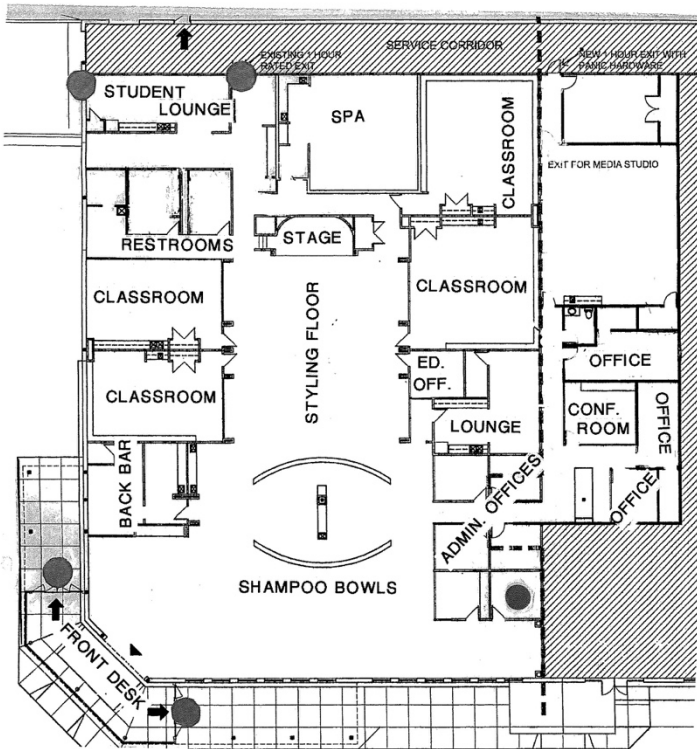 SERVICE CORRIDOR
EXISTING 1 HOUR
RATED EXIT
NEW 1 HOUR EXIT WITH
PANIC HARDWARE
STUDENT
LOUNGE
SPA
CLASSROOM
EXIT FOR MEDIA STUDIO
RESTROOMS
STAGE
CLASSROOM
CLASSROOM
STYLING FLOOR
ED.
OFF.
OFFICE
CLASSROOM
LOUNGE
CONF.
ROOM
OFFICE
BACK BAR
ADMIN. OFFICES
OFFICE
SHAMPOO BOWLS
FRONT DESK